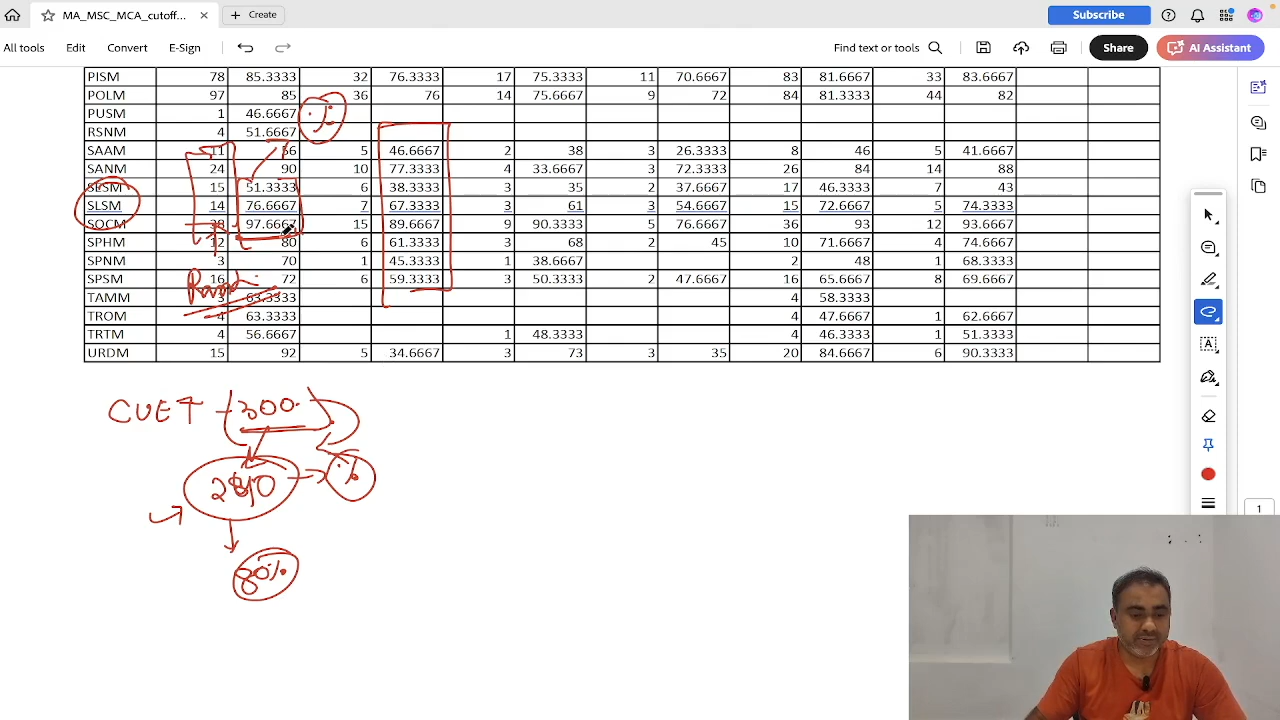 MA_MSC_MCA_cutoff...
Create
Subscribe
All tools Edit Convert E-Sign
Find text or tools Share AI Assistant
PISM 78 85.3333 32 76.3333 17 75.3333 11 70.6667 83 81.6667 33 83.6667
POLM 97 85 36 76 14 75.6667 9 72 84 81.3333 44 82
PUSM 1 46.6667
RSNM 4 51.6667
SAAM 11 56 5 46.6667 2 38 3 26.3333 8 46 5 41.6667
SANM 24 90 10 77.3333 4 33.6667 3 72.3333 26 84 14 88
SESM 15 51.3333 6 38.3333 3 35 2 37.6667 17 46.3333 7 43
SLSM 14 76.6667 7 67.3333 3 61 3 54.6667 15 72.6667 5 74.3333
SOCM 38 97.6667 15 89.6667 9 90.3333 5 76.6667 36 93 12 93.6667
SPHM 12 80 6 61.3333 3 68 2 45 10 71.6667 4 74.6667
SPNM 3 70 1 45.3333 1 38.6667 2 48 1 68.3333
SPSM 16 72 6 59.3333 3 50.3333 2 47.6667 16 65.6667 8 69.6667
TAMM 3 63.3333 4 58.3333
TROM 4 63.3333 4 47.6667 1 62.6667
TRTM 4 56.6667 1 48.3333 4 46.3333 1 51.3333
URDM 15 92 5 34.6667 3 73 3 35 20 84.6667 6 90.3333
CUET 300
%
80%
1